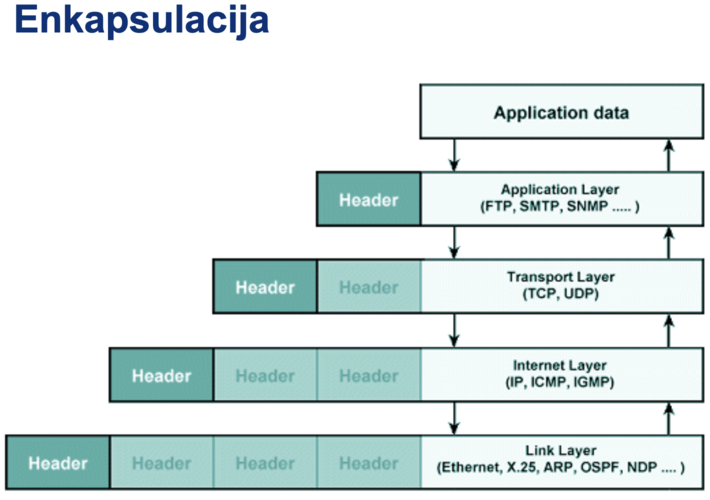 Enkapsulacija
Application data
Header
Application Layer
(FTP, SMTP, SNMP ..... )
Header Header
Transport Layer
(TCP, UDP)
Header Header Header
Internet Layer
(IP, ICMP, IGMP)
Header Header Header Header
Link Layer
(Ethernet, X.25, ARP, OSPF, NDP .... )